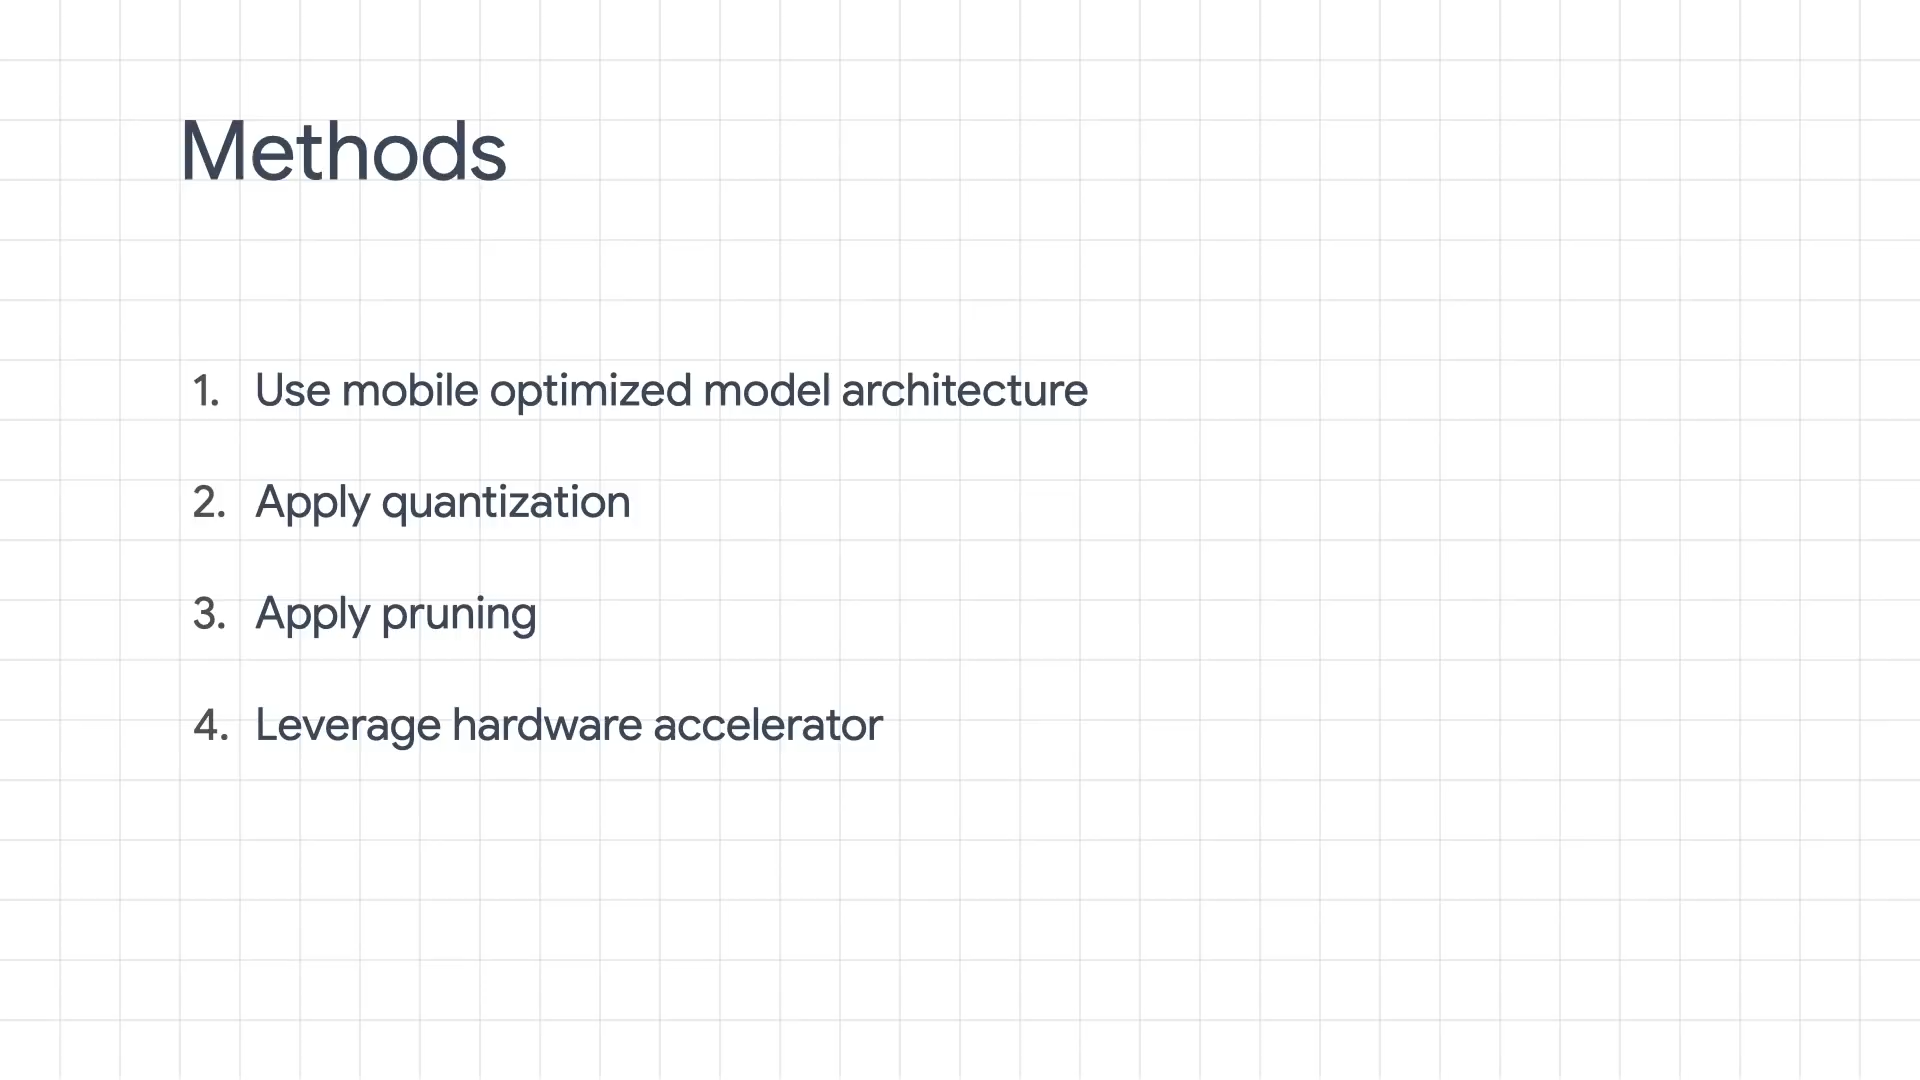 Methods
1. Use mobile optimized model architecture
2. Apply quantization
3. Apply pruning
4. Leverage hardware accelerator